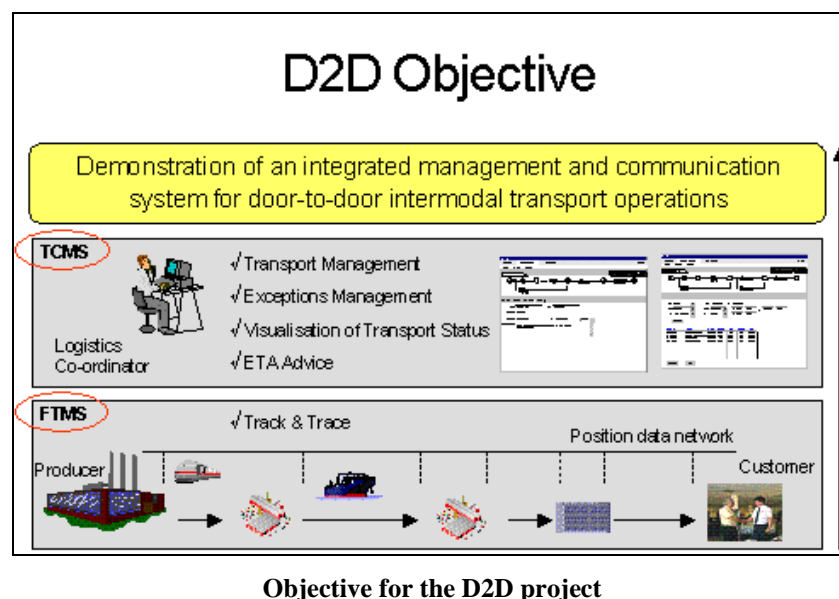 D2D Objective
Demonstration of an integrated management and communication
system for door-to-door intermodal transport operations
TCMS
√Transport Management
√Exceptions Management
√Visualisation of Transport Status
√ETA Advice
Logistics
Co-ordinator
FTMS
√Track & Trace
Position data network
Producer
Customer
Objective for the D2D project